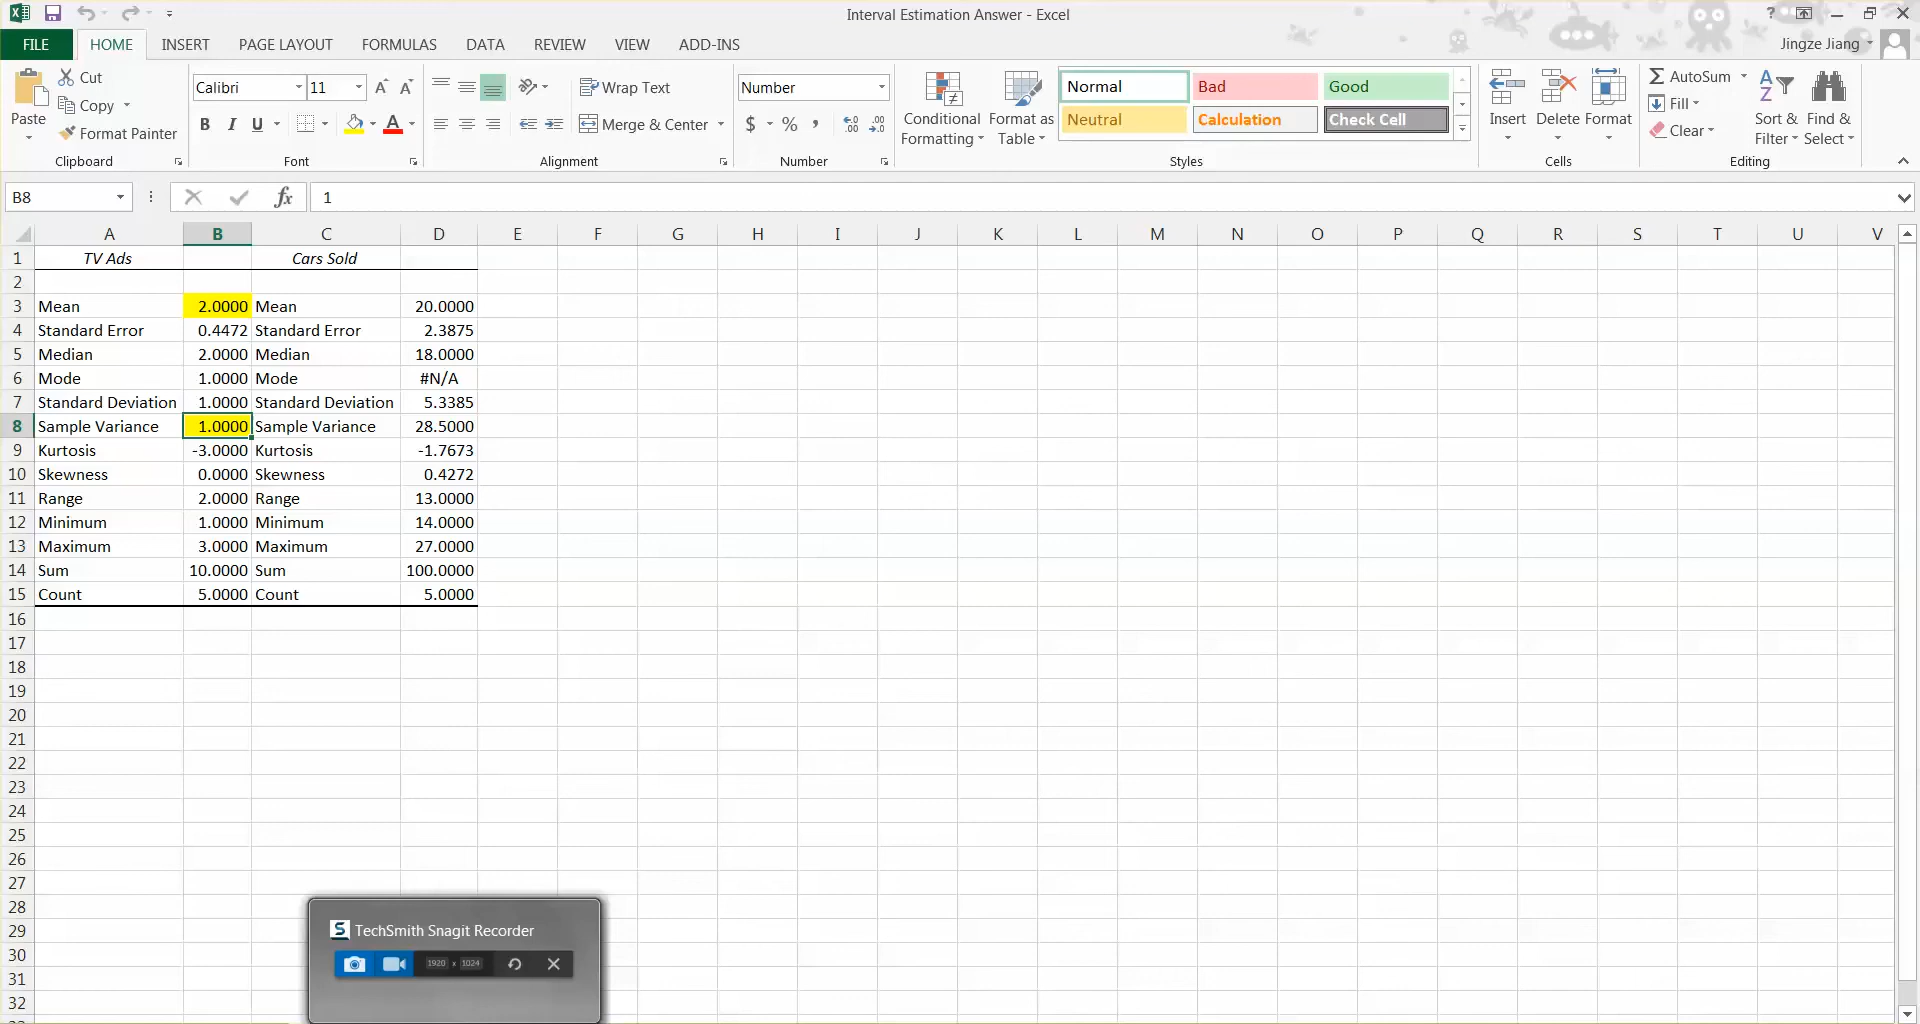 Interval Estimation Answer - Excel
FILE HOME INSERT PAGE LAYOUT FORMULAS DATA REVIEW VIEW ADD-INS Jingze Jiang
Paste Cut Copy Format Painter Clipboard
Calibri 11 B I U A A A Font
Wrap Text Merge & Center Alignment
Number $ % , Number
Conditional Formatting Format as Table
Normal Bad Good
Neutral Calculation Check Cell
Styles
Insert Delete Format Cells
AutoSum Fill Clear Sort & Filter Find & Select Editing
B8 fx 1
A B C D E F G H I J K L M N O P Q R S T U V
1 TV Ads Cars Sold
2
3 Mean 2.0000 Mean 20.0000
4 Standard Error 0.4472 Standard Error 2.3875
5 Median 2.0000 Median 18.0000
6 Mode 1.0000 Mode #N/A
7 Standard Deviation 1.0000 Standard Deviation 5.3385
8 Sample Variance 1.0000 Sample Variance 28.5000
9 Kurtosis -3.0000 Kurtosis -1.7673
10 Skewness 0.0000 Skewness 0.4272
11 Range 2.0000 Range 13.0000
12 Minimum 1.0000 Minimum 14.0000
13 Maximum 3.0000 Maximum 27.0000
14 Sum 10.0000 Sum 100.0000
15 Count 5.0000 Count 5.0000
16
17
18
19
20
21
22
23
24
25
26
27
28
29 TechSmith Snagit Recorder
30 1920 x 1024
31
32